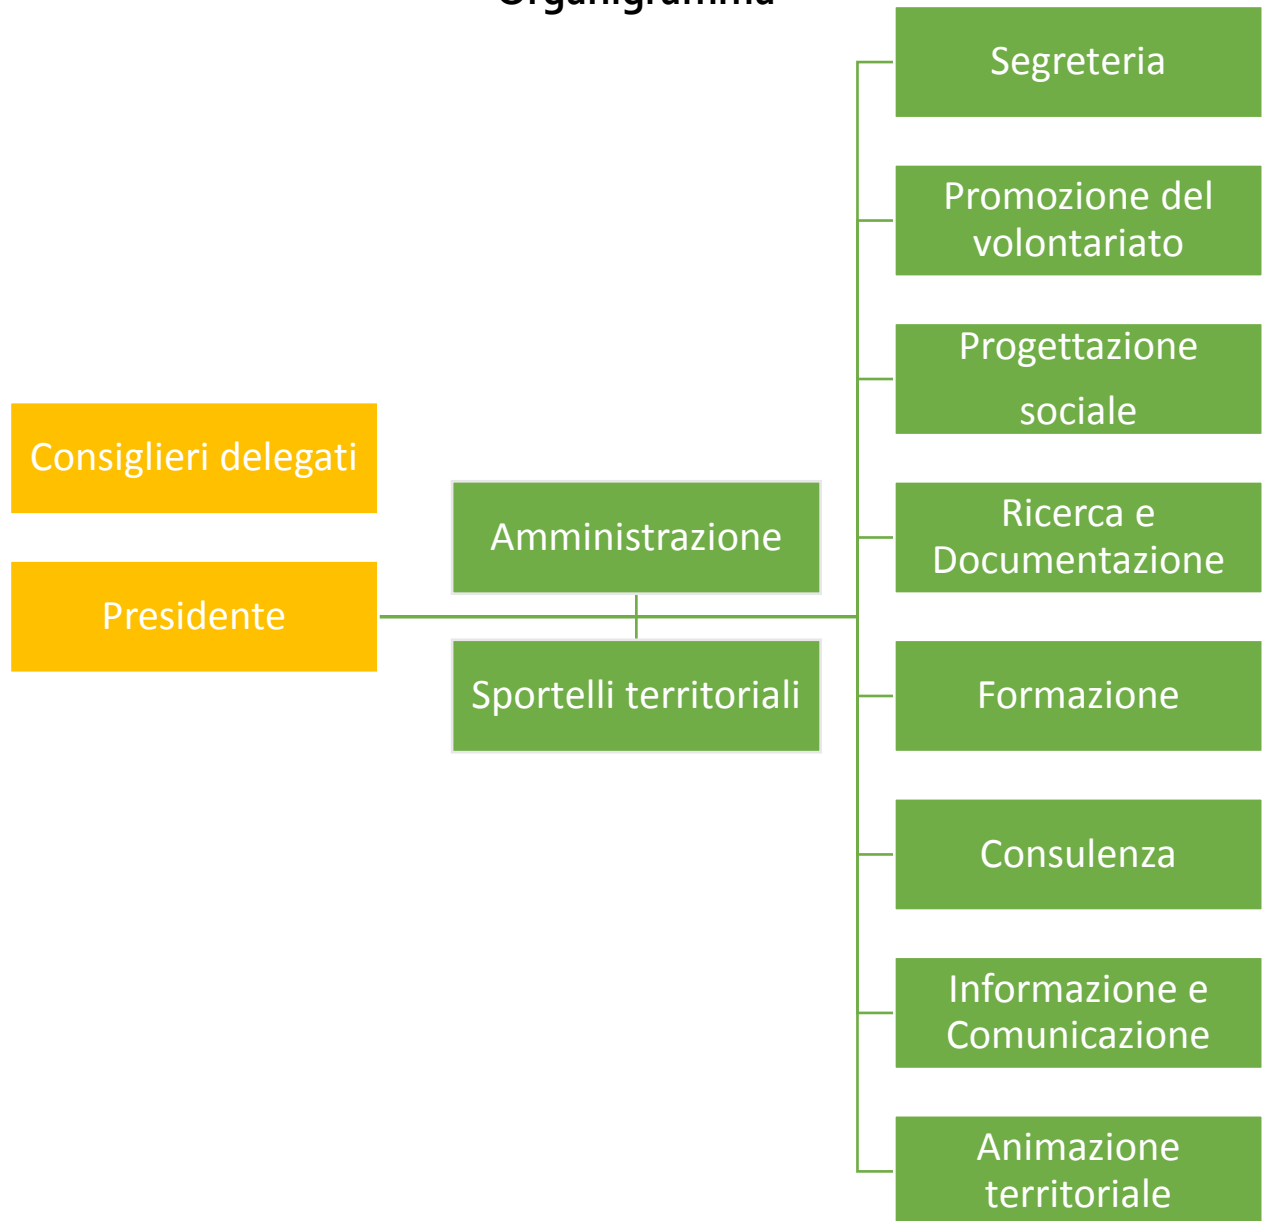 Organigramma
Segreteria
Promozione del
volontariato
Progettazione
sociale
Consiglieri delegati
Amministrazione
Ricerca e
Documentazione
Presidente
Sportelli territoriali
Formazione
Consulenza
Informazione e
Comunicazione
Animazione
territoriale